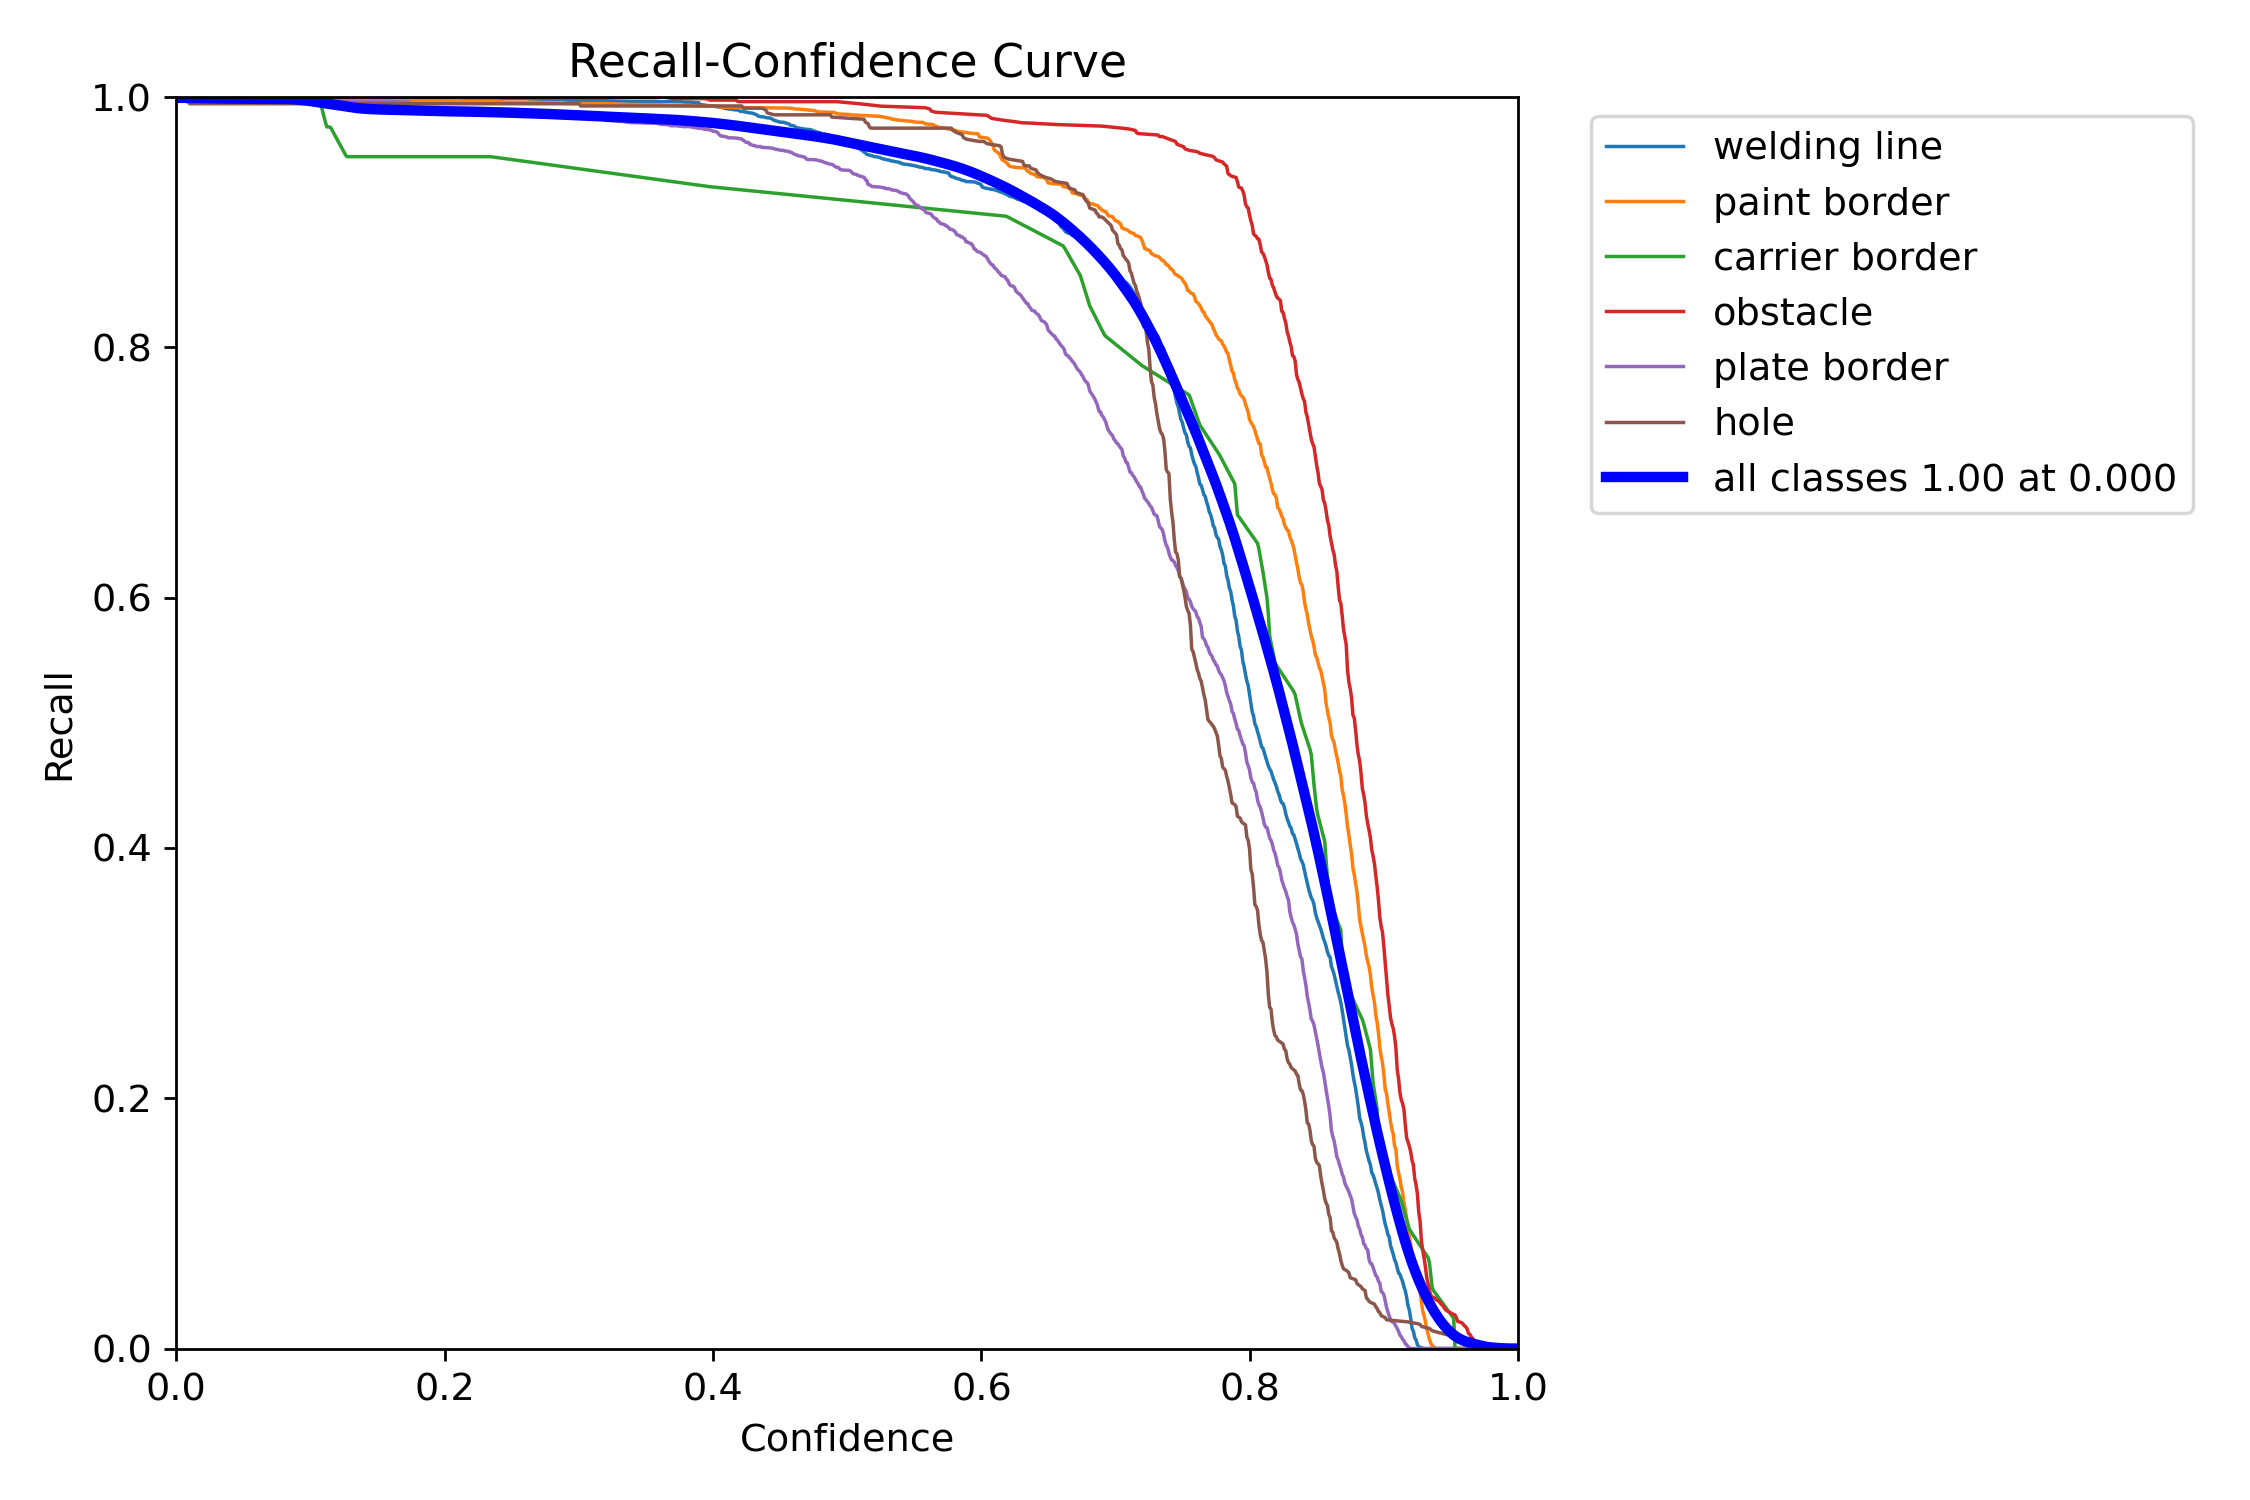 Recall-Confidence Curve
1.0
0.8
0.6
0.4
0.2
0.0
Recall
0.0 0.2 0.4 0.6 0.8 1.0
Confidence
welding line
paint border
carrier border
obstacle
plate border
hole
all classes 1.00 at 0.000